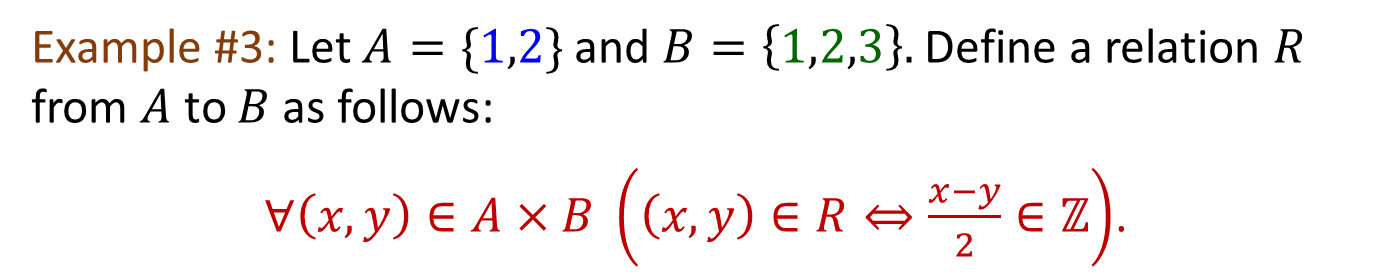 Example #3: Let A = {1,2} and B = {1,2,3}. Define a relation R
from A to B as follows:
∀(x, y) ∈ A × B ((x, y) ∈ R ⇔ x−y/2 ∈ ℤ).